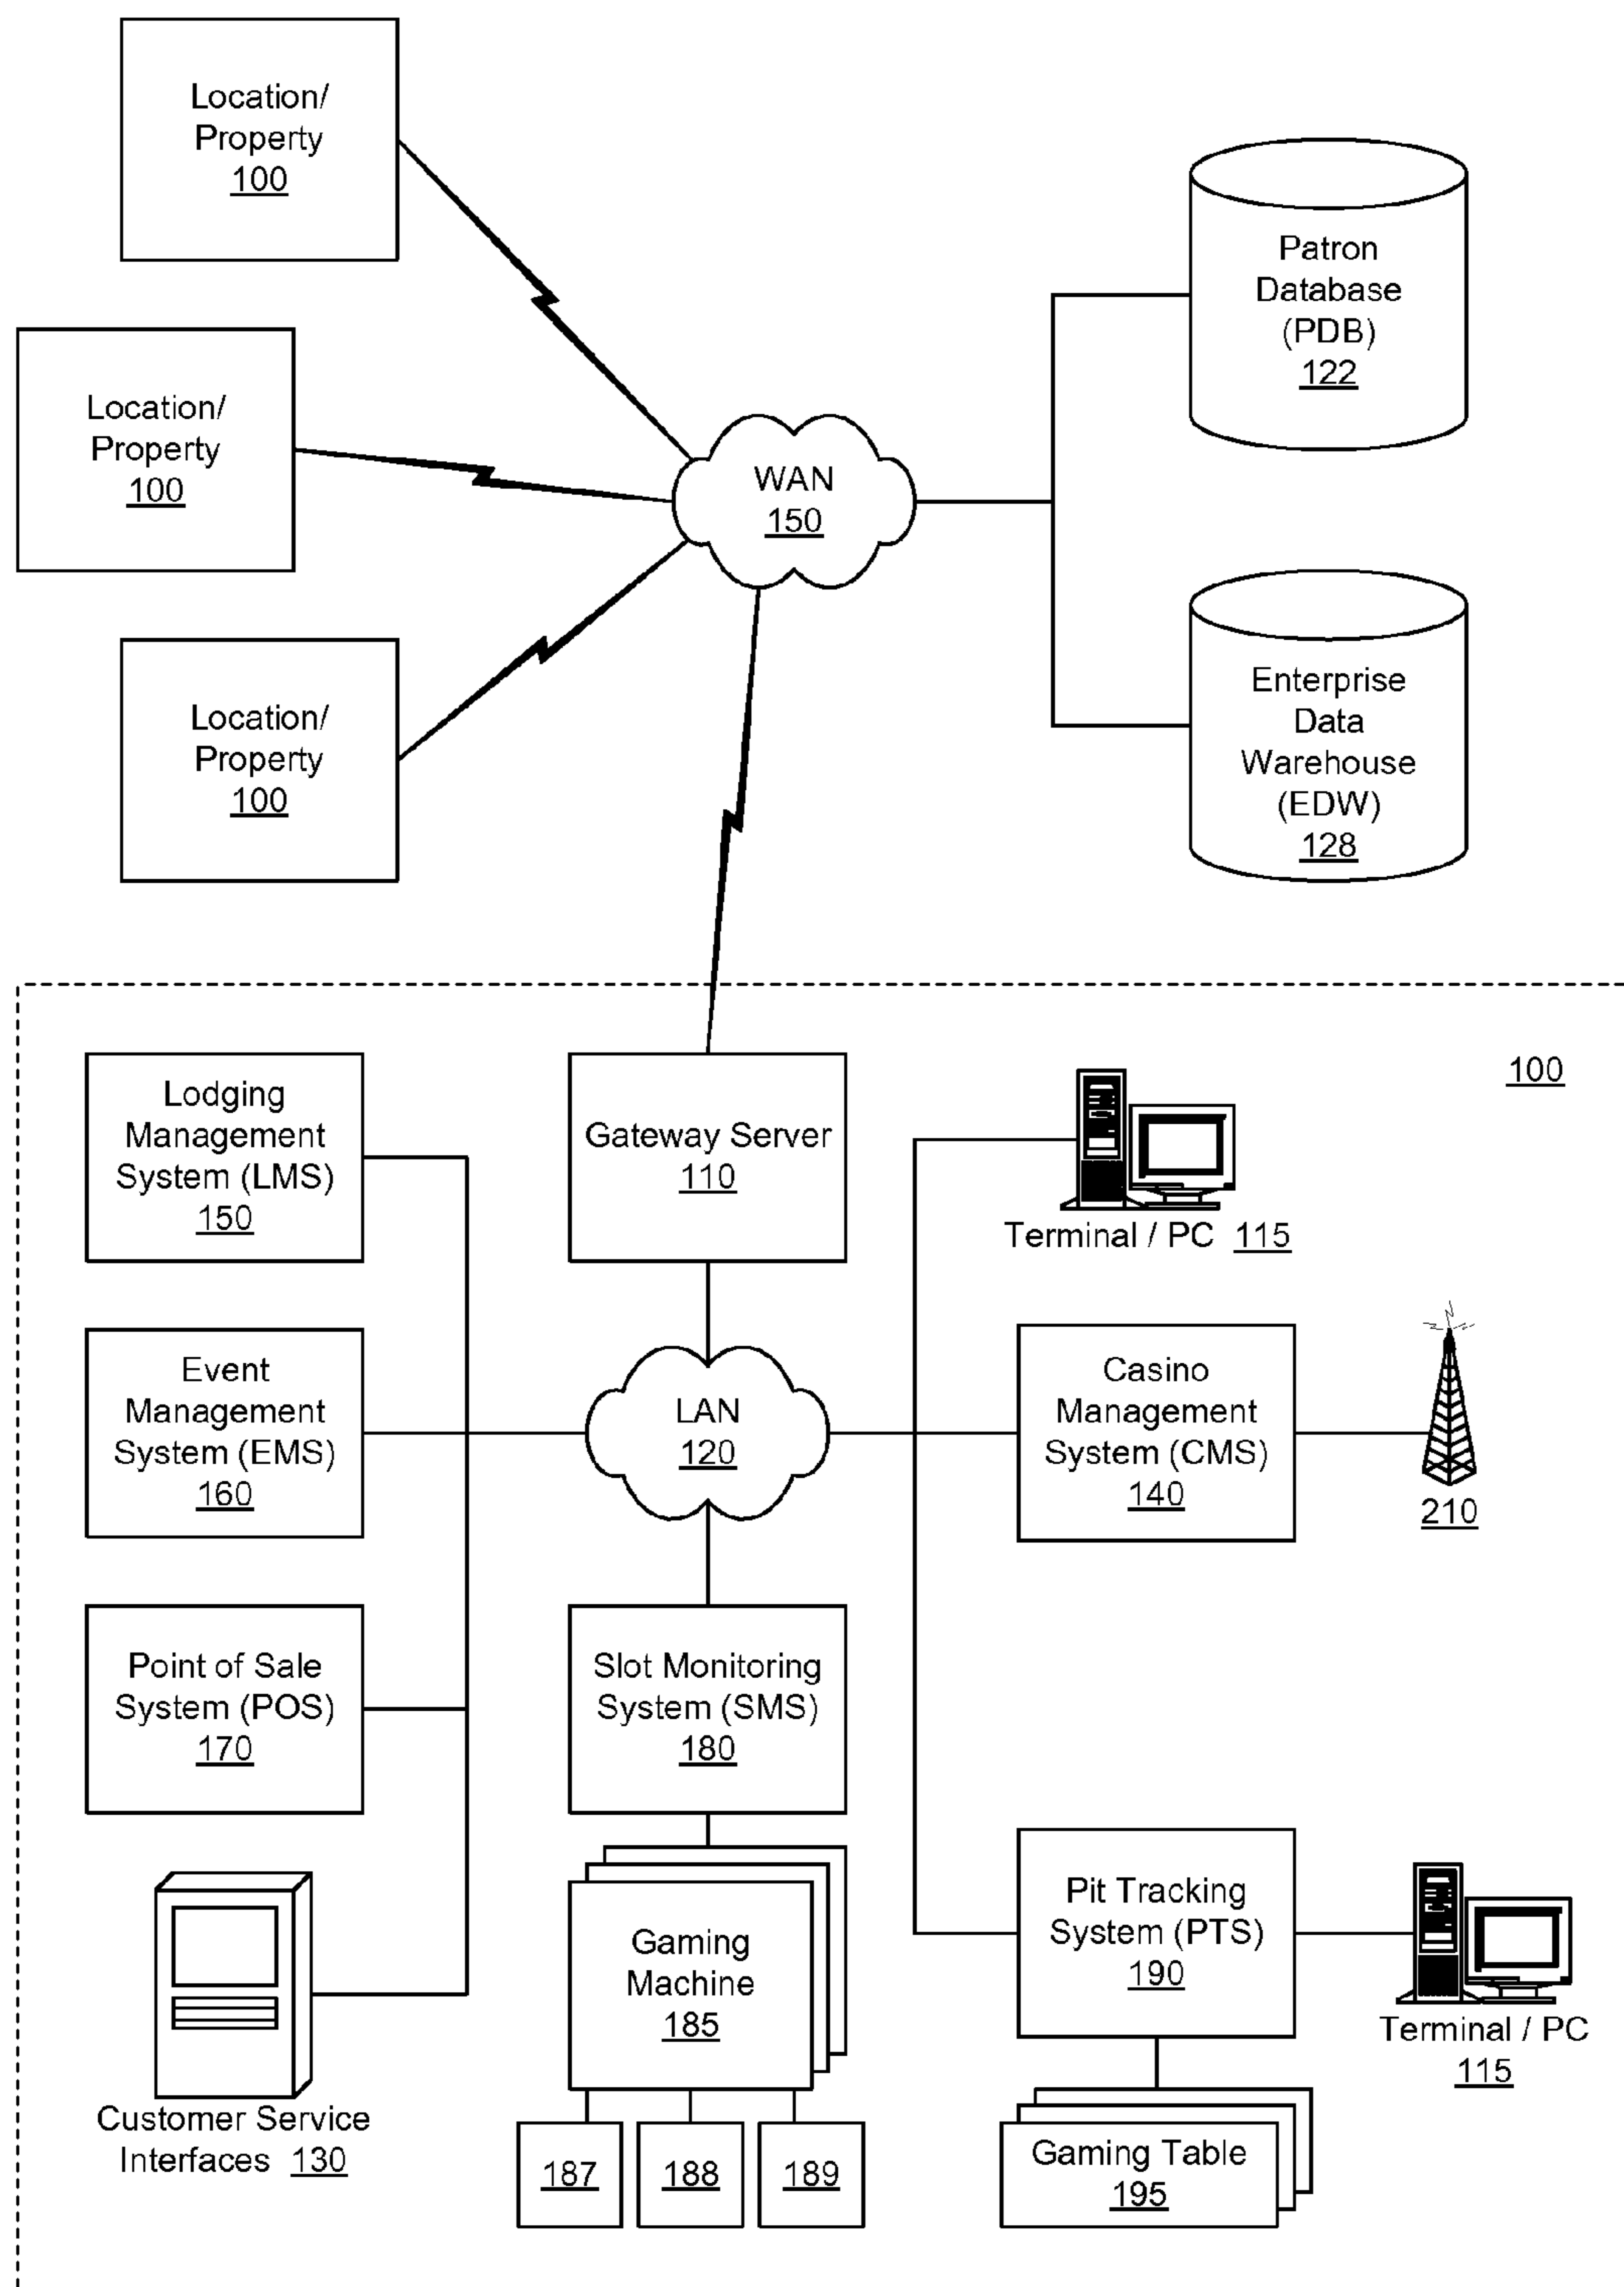 Location/
Property
100
Patron
Database
(PDB)
122
Location/
Property
100
WAN
150
Location/
Property
100
Enterprise
Data
Warehouse
(EDW)
128
100
Lodging
Management
System (LMS)
150
Gateway Server
110
Terminal / PC 115
Event
Management
System (EMS)
160
LAN
120
Casino
Management
System (CMS)
140
210
Point of Sale
System (POS)
170
Slot Monitoring
System (SMS)
180
Gaming
Machine
185
Pit Tracking
System (PTS)
190
Terminal / PC
115
Customer Service
Interfaces 130
187
188
189
Gaming Table
195